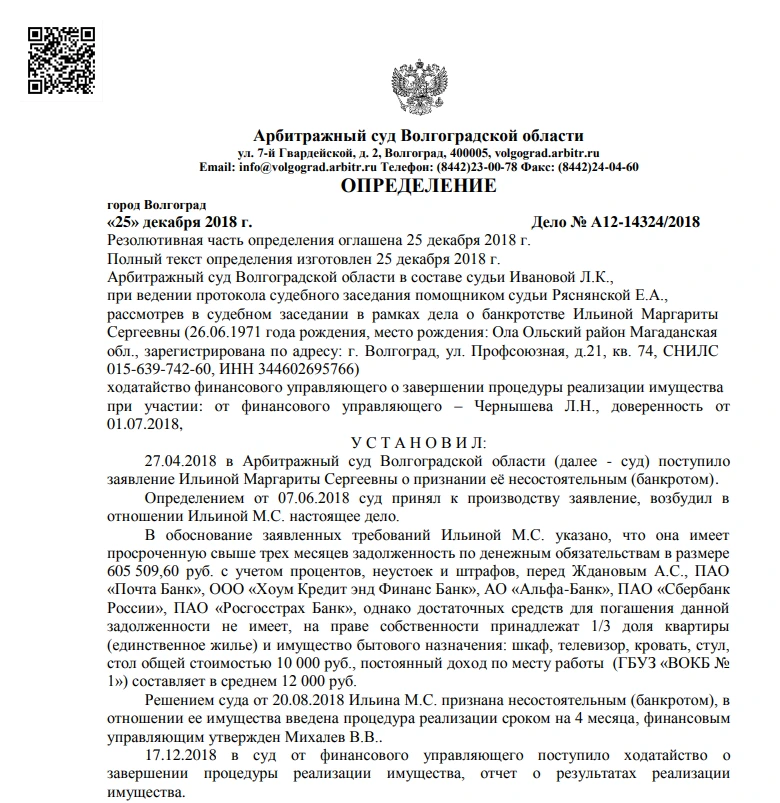 Арбитражный суд Волгоградской области
ул. 7-й Гвардейской, д. 2, Волгоград, 400005, volgograd.arbitr.ru
Email: info@volgograd.arbitr.ru Телефон: (8442)23-00-78 Факс: (8442)24-04-60
ОПРЕДЕЛЕНИЕ
город Волгоград
«25» декабря 2018 г. Дело № А12-14324/2018
Резолютивная часть определения оглашена 25 декабря 2018 г.
Полный текст определения изготовлен 25 декабря 2018 г.
Арбитражный суд Волгоградской области в составе судьи Ивановой Л.К.,
при ведении протокола судебного заседания помощником судьи Ряснянской Е.А.,
рассмотрев в судебном заседании в рамках дела о банкротстве Ильиной Маргариты
Сергеевны (26.06.1971 года рождения, место рождения: Ола Ольский район Магаданская
обл., зарегистрирована по адресу: г. Волгоград, ул. Профсоюзная, д.21, кв. 74, СНИЛС
015-639-742-60, ИНН 344602695766)
ходатайство финансового управляющего о завершении процедуры реализации имущества
при участии: от финансового управляющего – Чернышева Л.Н., доверенность от
01.07.2018,
У С Т А Н О В И Л:
27.04.2018 в Арбитражный суд Волгоградской области (далее - суд) поступило
заявление Ильиной Маргариты Сергеевны о признании её несостоятельным (банкротом).
Определением от 07.06.2018 суд принял к производству заявление, возбудил в
отношении Ильиной М.С. настоящее дело.
В обоснование заявленных требований Ильиной М.С. указано, что она имеет
просроченную свыше трех месяцев задолженность по денежным обязательствам в размере
605 509,60 руб. с учетом процентов, неустоек и штрафов, перед Ждановым А.С., ПАО
«Почта Банк», ООО «Хоум Кредит энд Финанс Банк», АО «Альфа-Банк», ПАО «Сбербанк
России», ПАО «Росгосстрах Банк», однако достаточных средств для погашения данной
задолженности не имеет, на праве собственности принадлежат 1/3 доля квартиры
(единственное жилье) и имущество бытового назначения: шкаф, телевизор, кровать, стул,
стол общей стоимостью 10 000 руб., постоянный доход по месту работы (ГБУЗ «ВОКБ №
1») составляет в среднем 12 000 руб.
Решением суда от 20.08.2018 Ильина М.С. признана несостоятельным (банкротом), в
отношении ее имущества введена процедура реализации сроком на 4 месяца, финансовым
управляющим утвержден Михалев В.В..
17.12.2018 в суд от финансового управляющего поступило ходатайство о
завершении процедуры реализации имущества, отчет о результатах реализации
имущества.